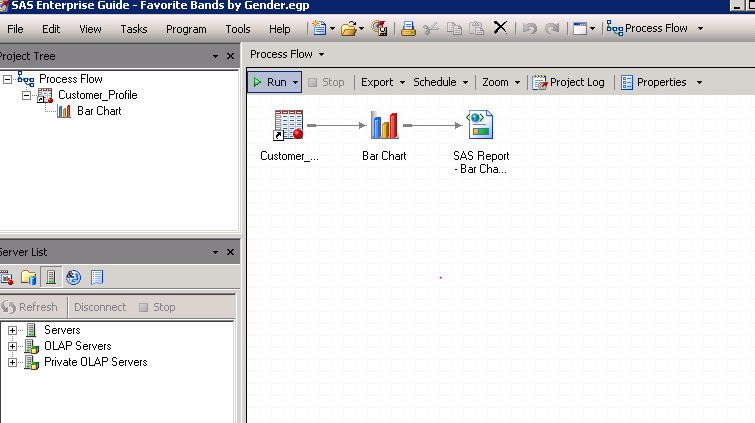 SAS Enterprise Guide - Favorite Bands by Gender.egp
File Edit View Tasks Program Tools Help Process Flow
Project Tree
Process Flow
Customer_Profile
Bar Chart
Process Flow
Run Stop Export Schedule Zoom Project Log Properties
Customer_...
Bar Chart
SAS Report
- Bar Cha...
Server List
Refresh Disconnect Stop
Servers
OLAP Servers
Private OLAP Servers